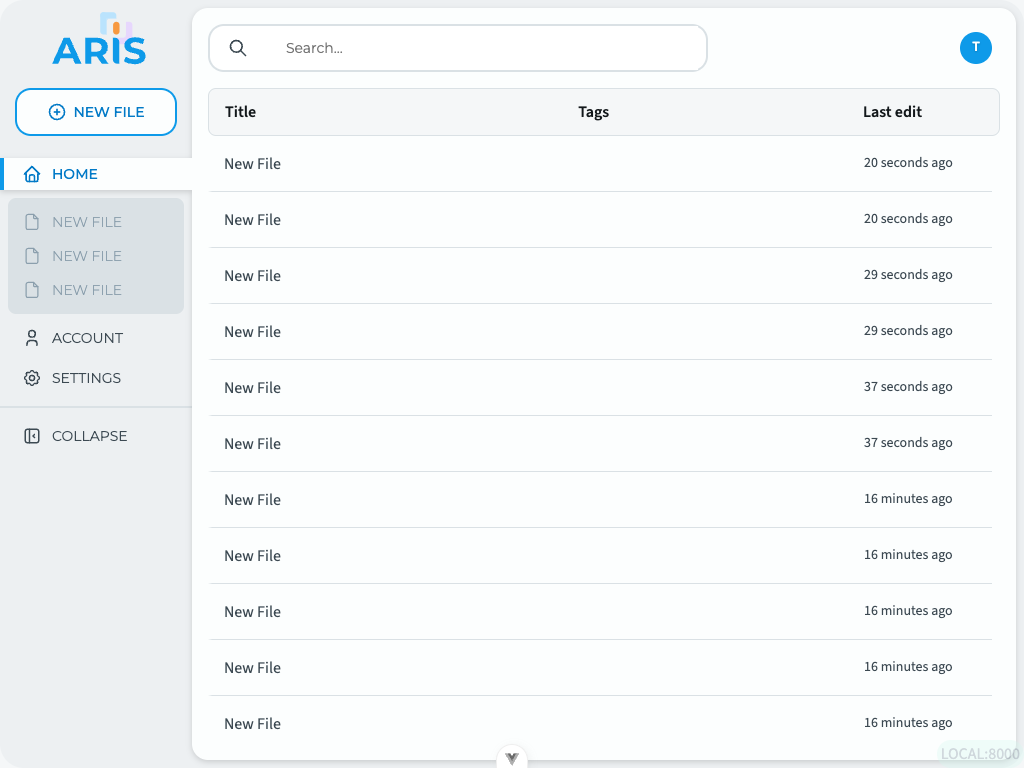 ARIS
NEW FILE
HOME
NEW FILE
NEW FILE
NEW FILE
ACCOUNT
SETTINGS
COLLAPSE
Search...
T
Title Tags Last edit
New File 20 seconds ago
New File 20 seconds ago
New File 29 seconds ago
New File 29 seconds ago
New File 37 seconds ago
New File 37 seconds ago
New File 16 minutes ago
New File 16 minutes ago
New File 16 minutes ago
New File 16 minutes ago
New File 16 minutes ago
LOCAL:8000